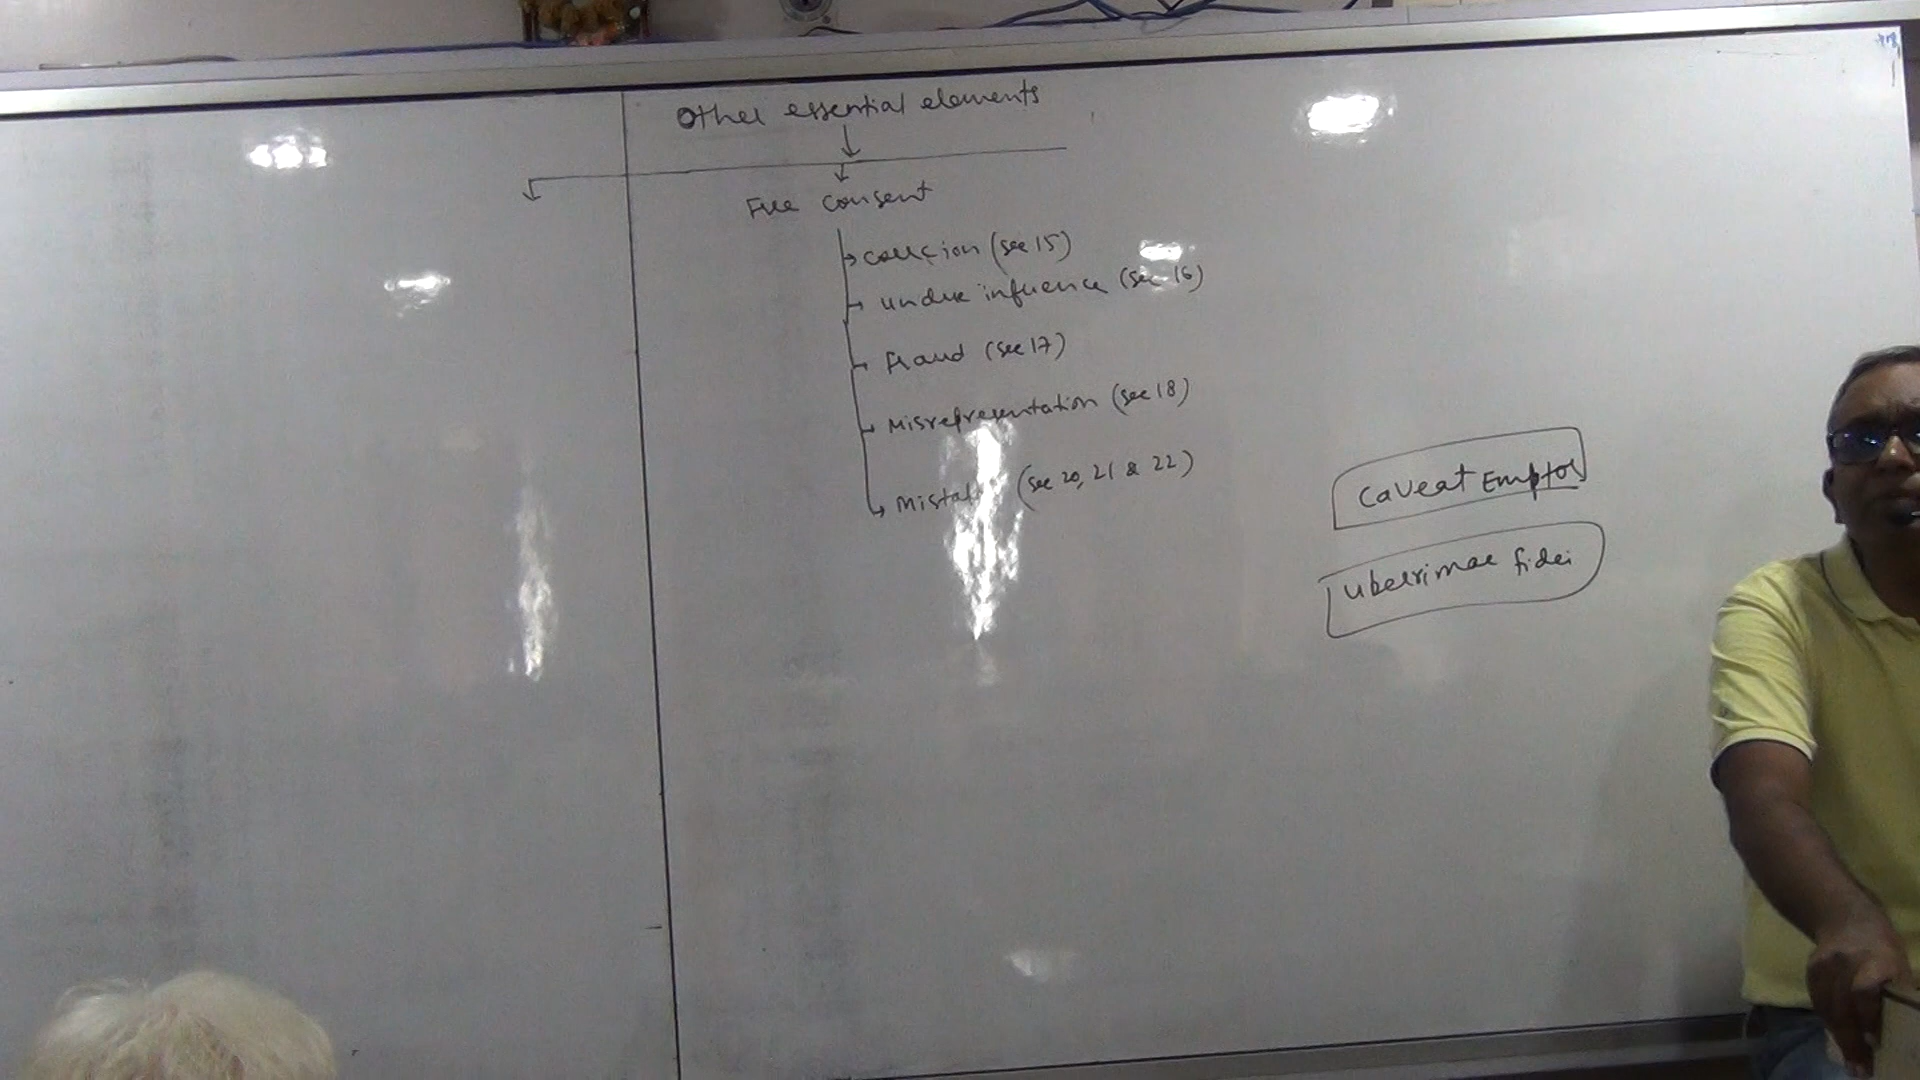 Other essential elements
Free consent
coercion (sec 15)
undue infuence (sec 16)
Fraud (sec 17)
Misrepresentation (sec 18)
(sec 20, 21 & 22)
Caveat Emptor
uberrimae fidei